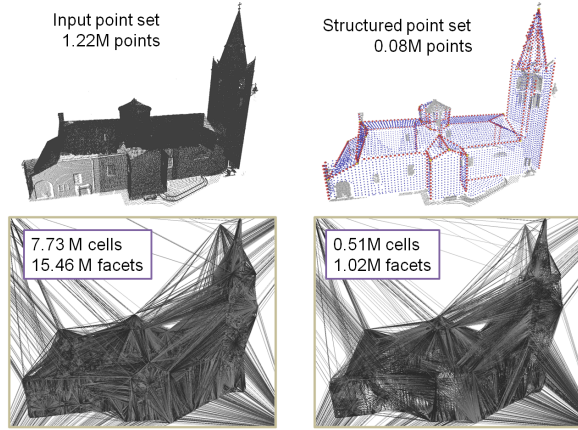 Input point set
1.22M points
Structured point set
0.08M points
7.73 M cells
15.46 M facets
0.51M cells
1.02M facets